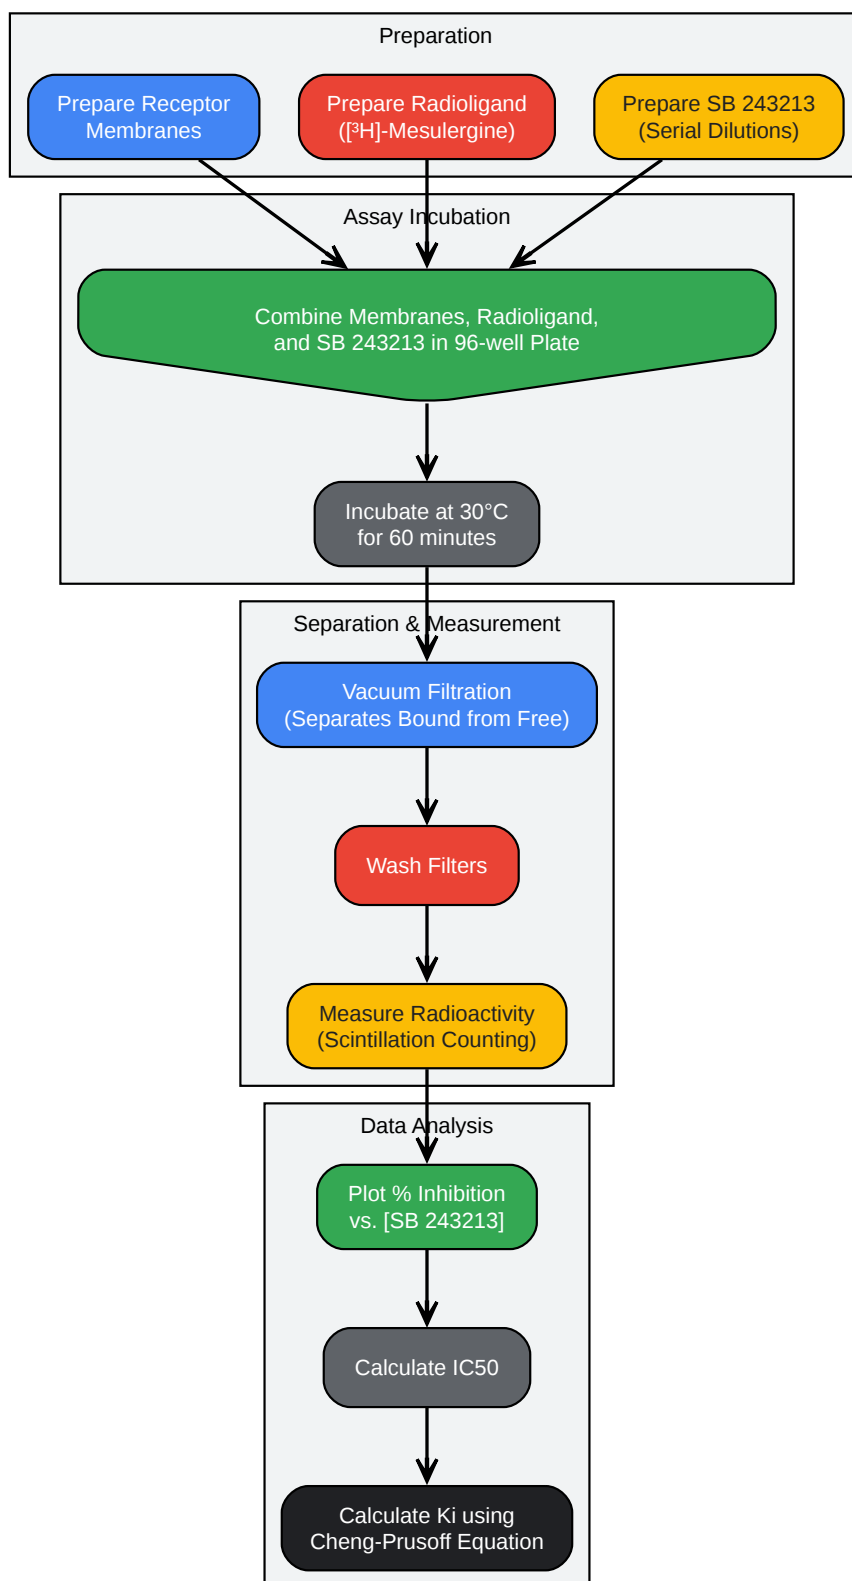 Preparation
Prepare Receptor
Membranes
Prepare Radioligand
([³H]-Mesulergine)
Prepare SB 243213
(Serial Dilutions)
Assay Incubation
Combine Membranes, Radioligand,
and SB 243213 in 96-well Plate
Incubate at 30°C
for 60 minutes
Separation & Measurement
Vacuum Filtration
(Separates Bound from Free)
Wash Filters
Measure Radioactivity
(Scintillation Counting)
Data Analysis
Plot % Inhibition
vs. [SB 243213]
Calculate IC50
Calculate Ki using
Cheng-Prusoff Equation